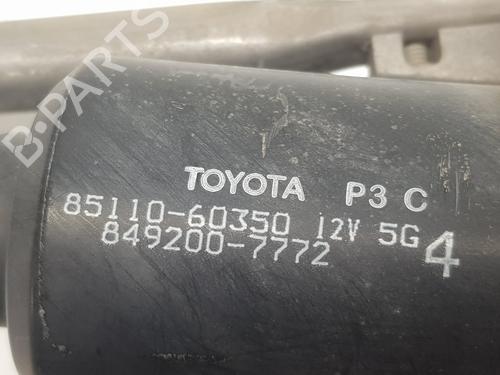 B-PARTS
TOYOTA P3 C
85110-60350 12V 5G 4
849200-7772